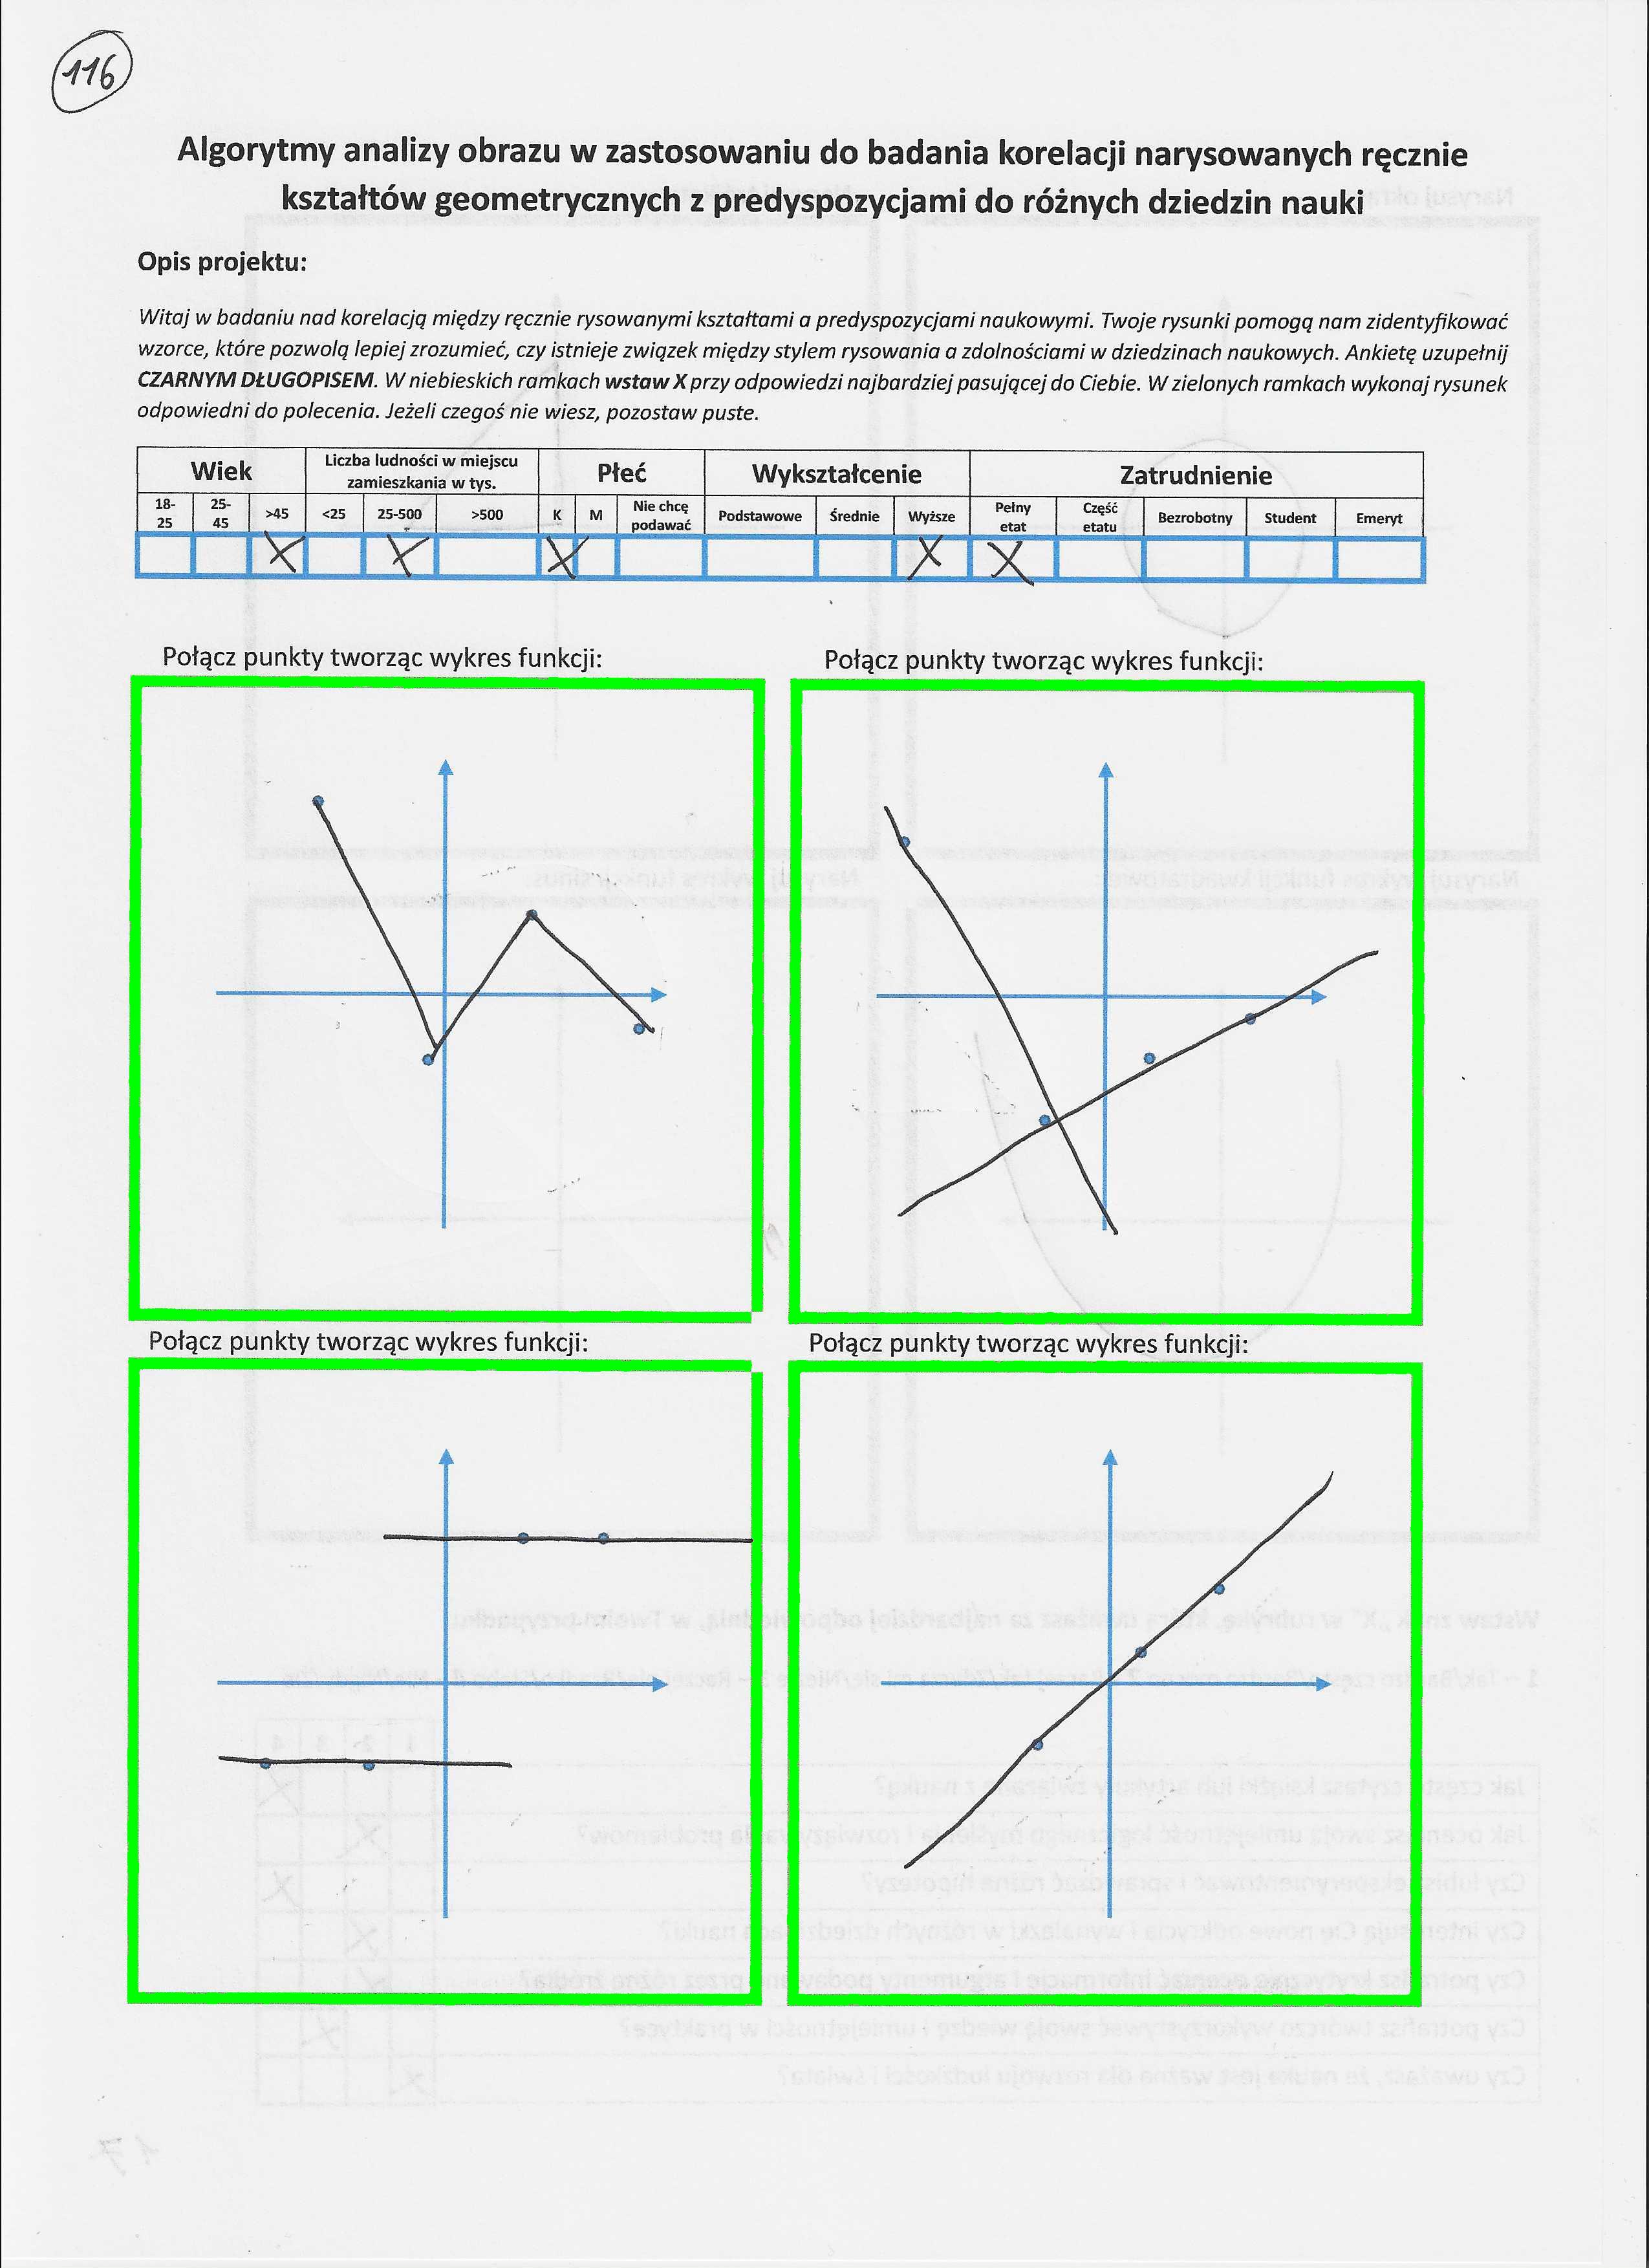 116
Algorytmy analizy obrazu w zastosowaniu do badania korelacji narysowanych ręcznie
kształtów geometrycznych z predyspozycjami do różnych dziedzin nauki
Opis projektu:
Witaj w badaniu nad korelacją między ręcznie rysowanymi kształtami a predyspozycjami naukowymi. Twoje rysunki pomogą nam zidentyfikować
wzorce, które pozwolą lepiej zrozumieć, czy istnieje związek między stylem rysowania a zdolnościami w dziedzinach naukowych. Ankietę uzupełnij
CZARNYM DŁUGOPISEM. W niebieskich ramkach wstaw X przy odpowiedzi najbardziej pasującej do Ciebie. W zielonych ramkach wykonaj rysunek
odpowiedni do polecenia. Jeżeli czegoś nie wiesz, pozostaw puste.
Wiek Liczba ludności w miejscu zamieszkania w tys. Płeć Wykształcenie Zatrudnienie
18-25 25-45 >45 <25 25-500 >500 K M Nie chcę podawać Podstawowe Średnie Wyższe Pełny etat Część etatu Bezrobotny Student Emeryt
X X X X X
Połącz punkty tworząc wykres funkcji: Połącz punkty tworząc wykres funkcji:
Połącz punkty tworząc wykres funkcji: Połącz punkty tworząc wykres funkcji: